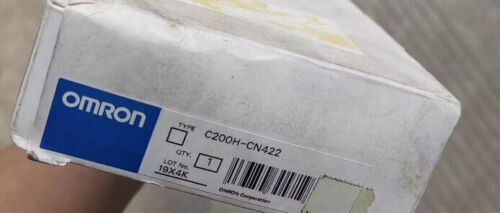 OMRON
TYPE C200H-CN422
QTY. 1
LOT No. 19X4K
OMRON Corporation